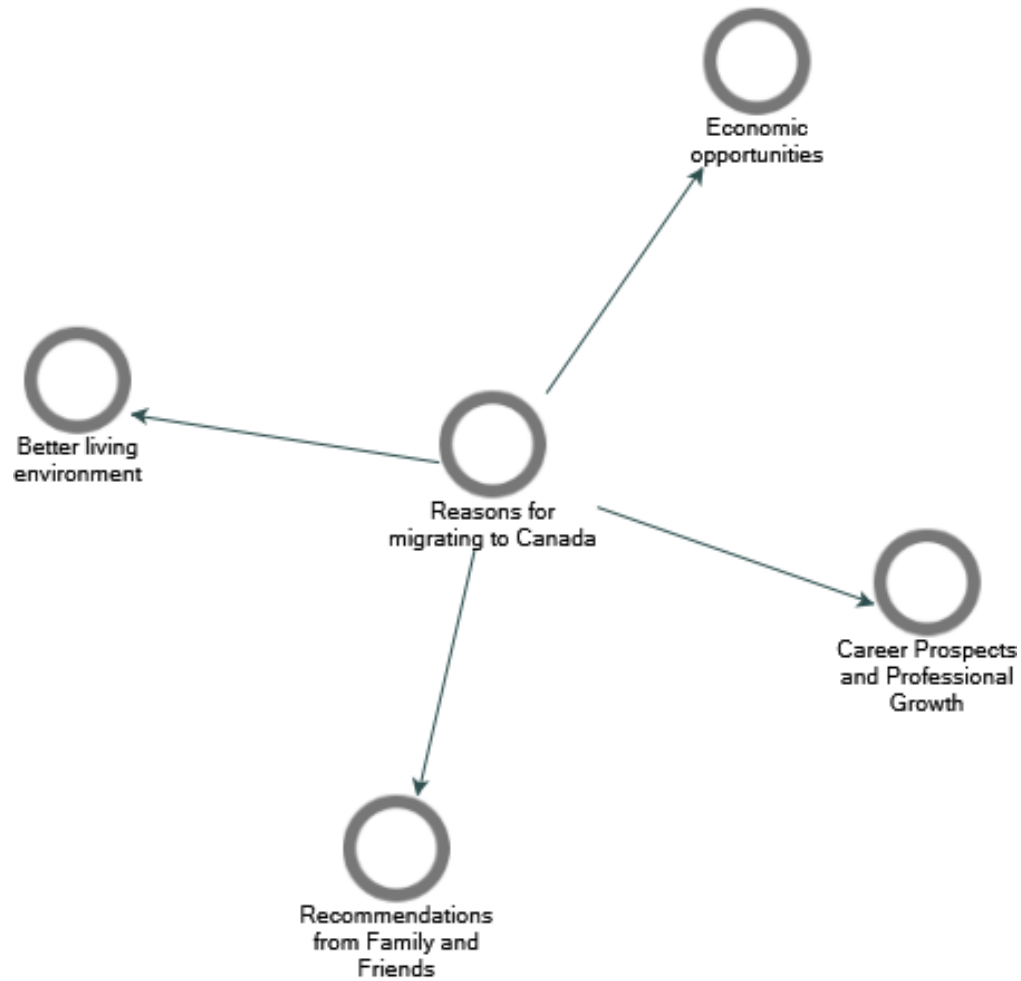 Economic
opportunities
Better living
environment
Reasons for
migrating to Canada
Career Prospects
and Professional
Growth
Recommendations
from Family and
Friends